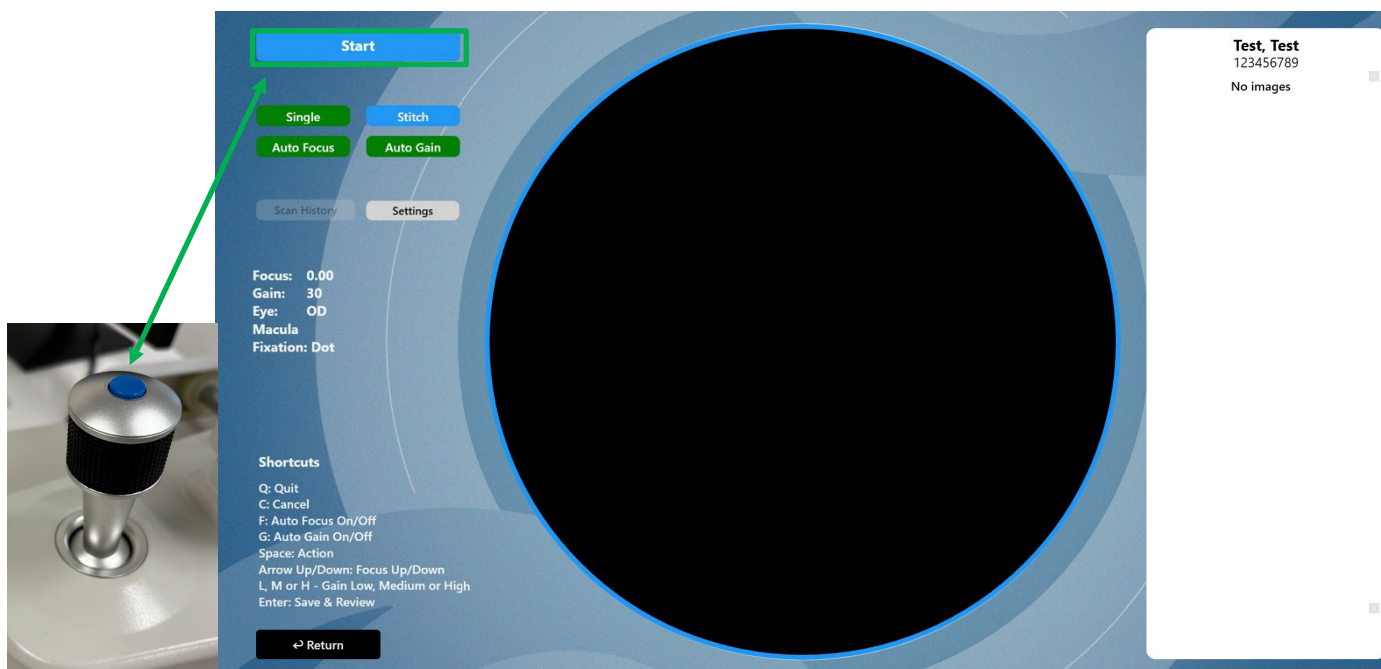 Start
Single
Stitch
Auto Focus
Auto Gain
Scan History
Settings
Focus: 0.00
Gain: 30
Eye: OD
Macula
Fixation: Dot
Shortcuts
Q: Quit
C: Cancel
F: Auto Focus On/Off
G: Auto Gain On/Off
Space: Action
Arrow Up/Down: Focus Up/Down
L, M or H - Gain Low, Medium or High
Enter: Save & Review
↩ Return
Test, Test
123456789
No images